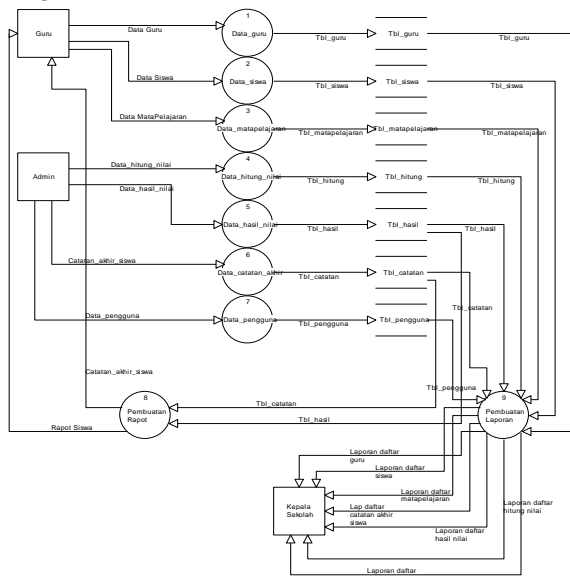 Guru
Data Guru
1
Data_guru
Tbl_guru
Tbl_guru
Tbl_guru
Data Siswa
2
Data_siswa
Tbl_siswa
Tbl_siswa
Tbl_siswa
Data MataPelajaran
3
Data_matapelajaran
Tbl_matapelajaran
Tbl_matapelajaran
Tbl_matapelajaran
Admin
Data_hitung_nilai
4
Data_hitung_nilai
Tbl_hitung
Tbl_hitung
Tbl_hitung
Data_hasil_nilai
5
Data_hasil_nilai
Tbl_hasil
Tbl_hasil
Tbl_hasil
Catatan_akhir_siswa
6
Data_catatan_akhir
Tbl_catatan
Tbl_catatan
Tbl_catatan
Data_pengguna
7
Data_pengguna
Tbl_pengguna
Tbl_pengguna
Tbl_pengguna
Catatan_akhir_siswa
8
Pembuatan
Rapot
Tbl_catatan
Tbl_hasil
Rapot Siswa
9
Pembuatan
Laporan
Laporan daftar
guru
Laporan daftar
siswa
Laporan daftar
matapelajaran
Lap daftar
catatan akhir
siswa
Laporan daftar
hasil nilai
Laporan daftar
hitung nilai
Kepala
Sekolah
Laporan daftar